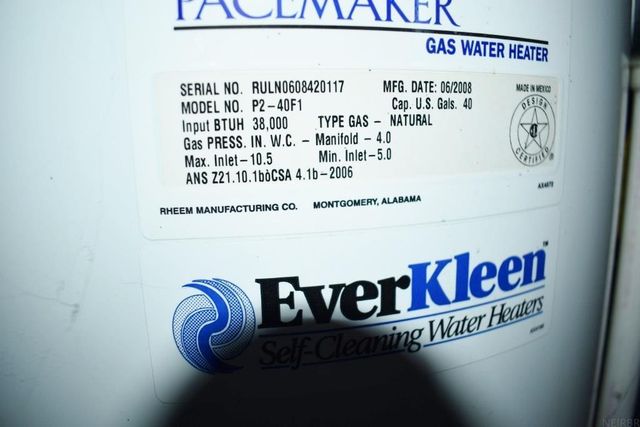 PACEMAKER
GAS WATER HEATER
SERIAL NO. RULN0608420117 MFG. DATE: 06/2008
MODEL NO. P2-40F1 Cap. U.S. Gals. 40
Input BTUH 38,000 TYPE GAS - NATURAL
Gas PRESS. IN. W.C. - Manifold - 4.0
Max. Inlet-10.5 Min. Inlet-5.0
ANS Z21.10.1bòCSA 4.1b-2006
MADE IN MEXICO
DESIGN
CERTIFIED
RHEEM MANUFACTURING CO. MONTGOMERY, ALABAMA
EverKleen™
Self-Cleaning Water Heaters